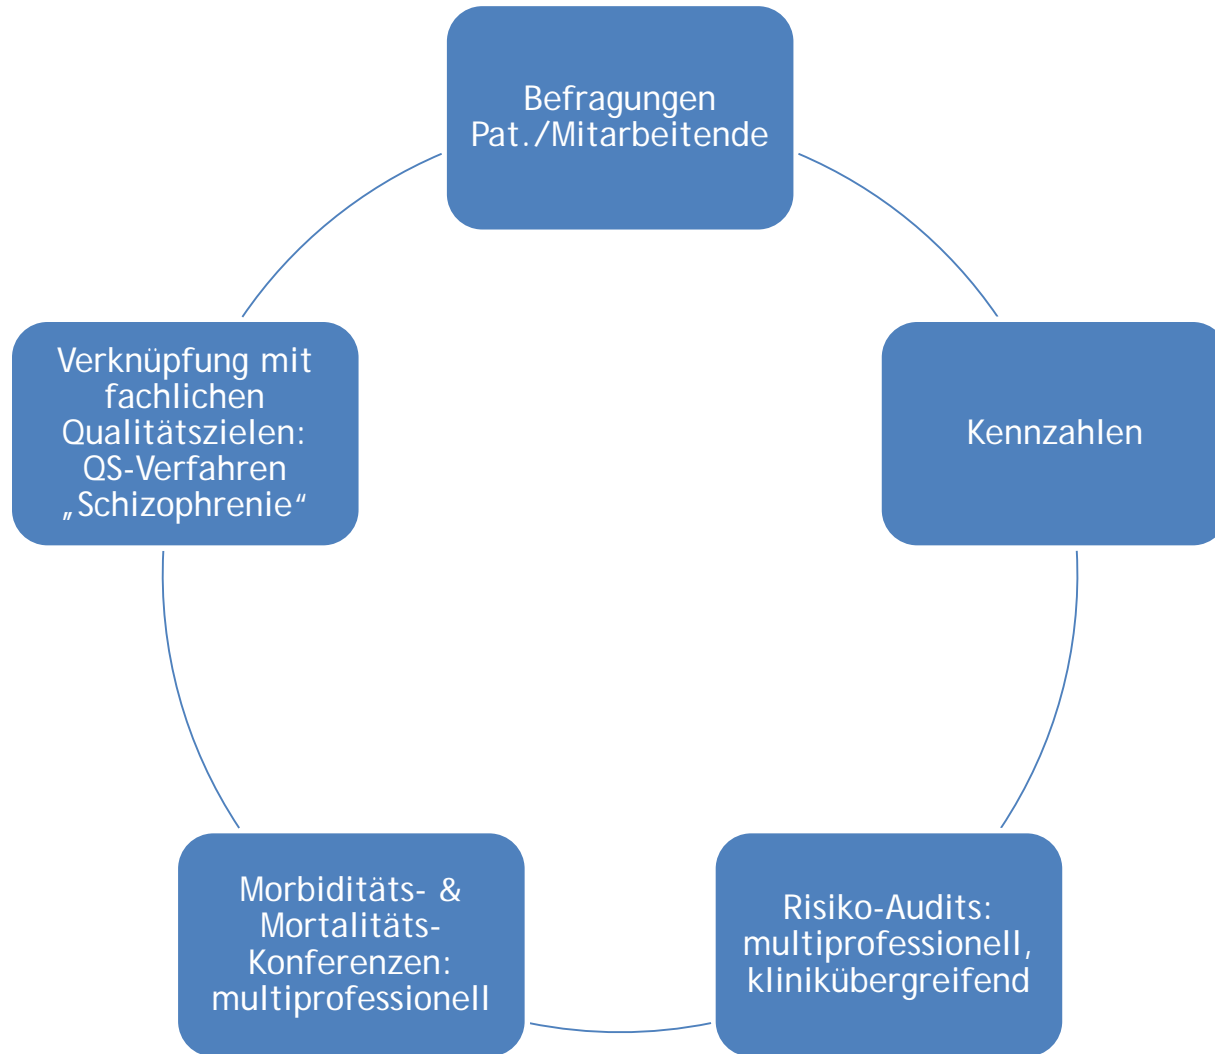 Befragungen
Pat./Mitarbeitende
Kennzahlen
Risiko-Audits:
multiprofessionell,
klinikübergreifend
Morbiditäts- &
Mortalitäts-
Konferenzen:
multiprofessionell
Verknüpfung mit
fachlichen
Qualitätszielen:
QS-Verfahren
„Schizophrenie“